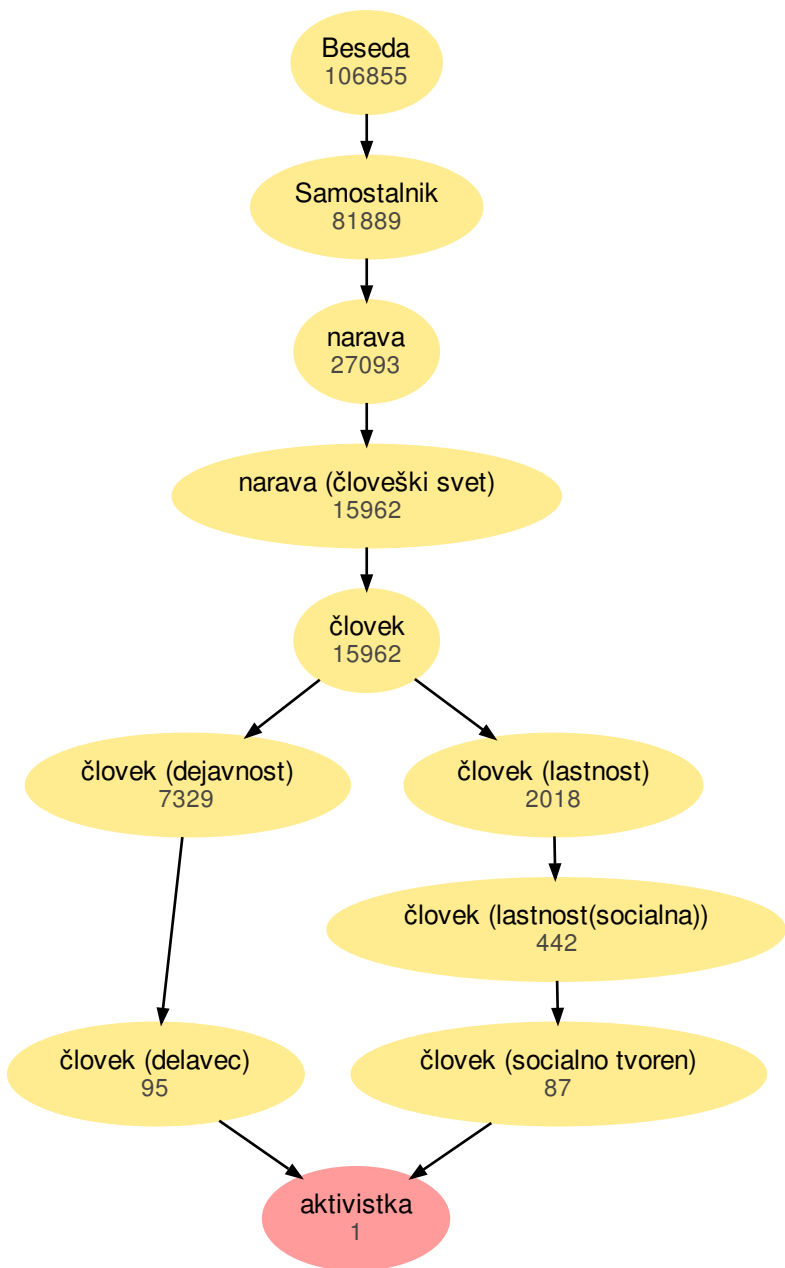 Beseda
106855
Samostalnik
81889
narava
27093
narava (človeški svet)
15962
človek
15962
človek (dejavnost)
7329
človek (lastnost)
2018
človek (lastnost(socialna))
442
človek (delavec)
95
človek (socialno tvoren)
87
aktivistka
1